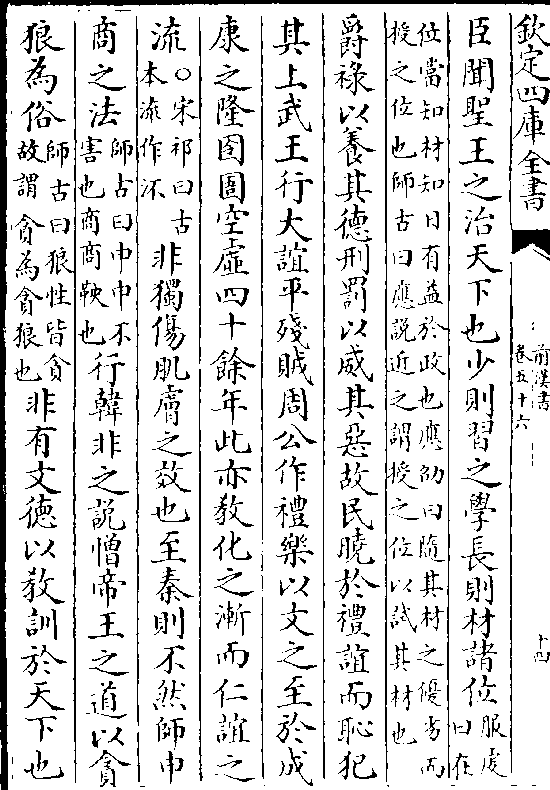 欽定四庫全書
前漢書
卷五十六
十四
臣聞聖王之治天下也少則習之學長則材諸位服虔曰在
位當知材知日有益於政也應劭曰隨其材之優劣而
授之位也師古曰應說近之謂授之位以試其材也
爵祿以養其德刑罰以威其惡故民曉於禮誼而恥犯
其上武王行大誼平殘賊周公作禮樂以文之至於成
康之隆囹圄空虛四十餘年此亦教化之漸而仁誼之
流○宋祁曰古
本流作㳅
非獨傷肌膚之效也至秦則不然師申
商之法師古曰申申不
害也商商鞅也
行韓非之說憎帝王之道以貪
狼為俗師古曰狼性皆貪
故謂貪為貪狼也
非有文德以教訓於天下也